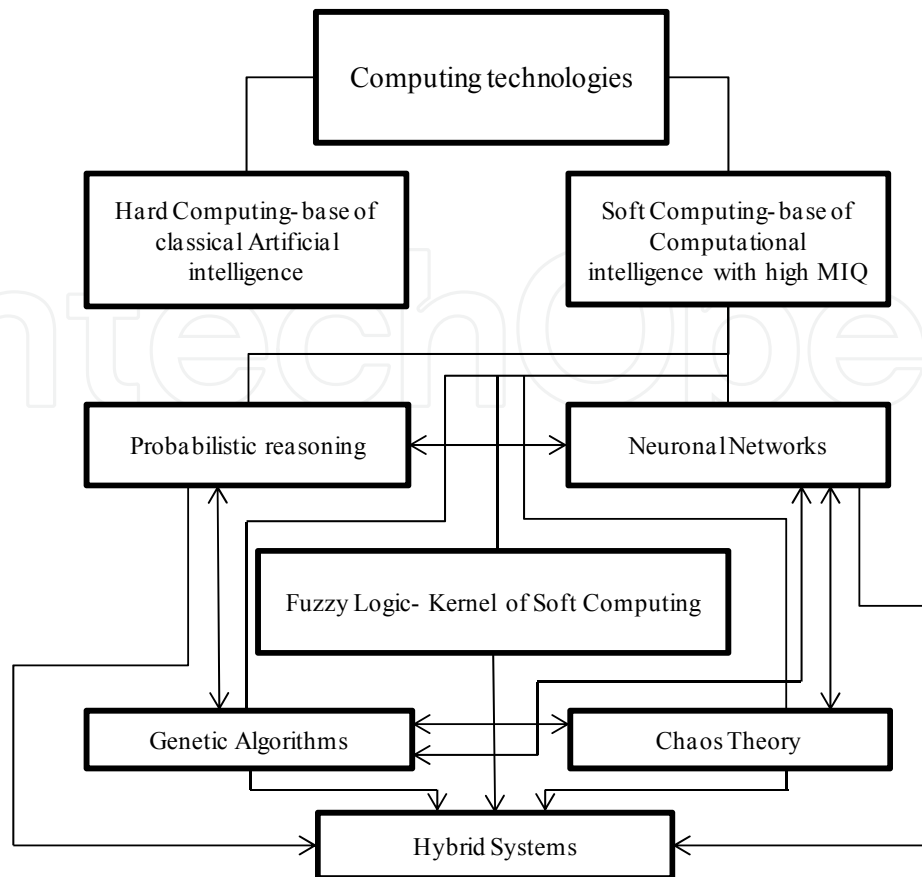 Computing technologies
Hard Computing- base of
classical Artificial
intelligence
Soft Computing- base of
Computational
intelligence with high MIQ
ntechOpe
Probabilistic reasoning
Neuronal Networks
Fuzzy Logic- Kernel of Soft Computing
Genetic Algorithms
Chaos Theory
Hybrid Systems